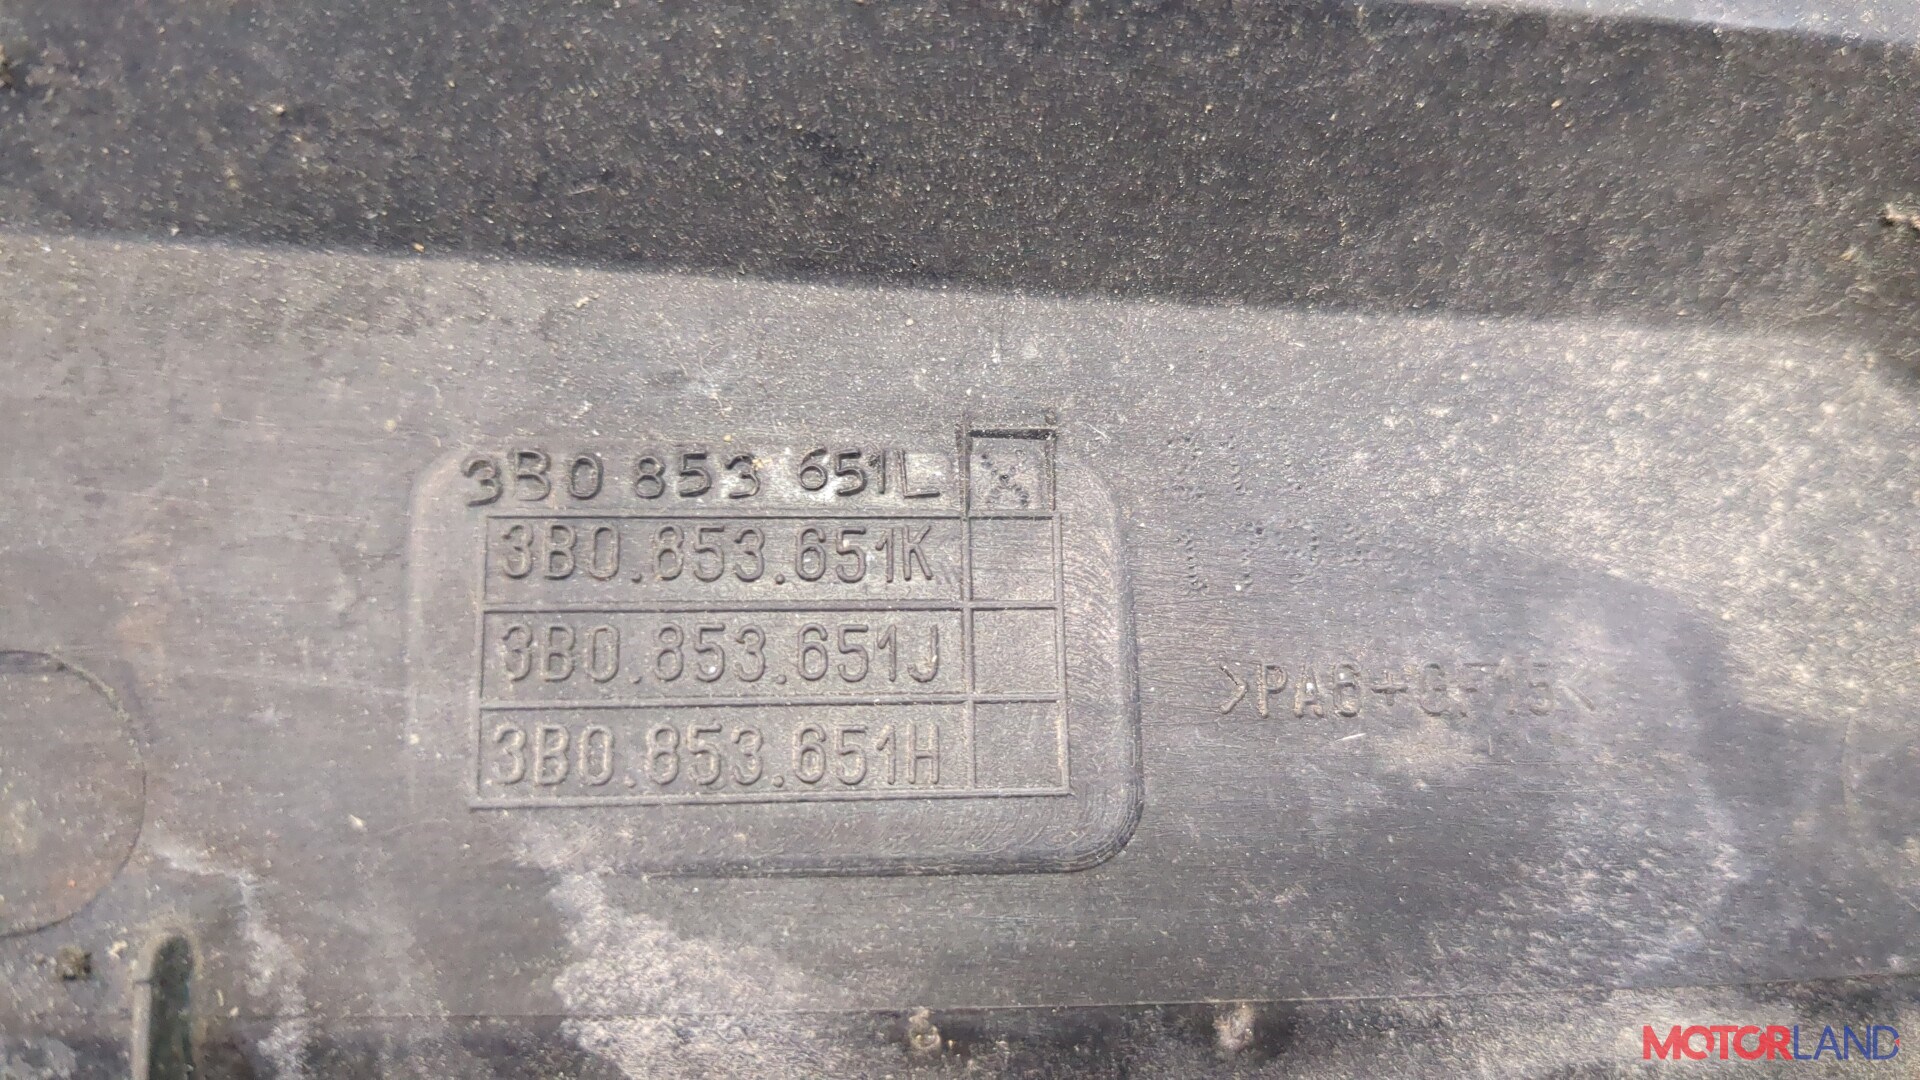 3B0 853 651L X
3B0.853.651K
3B0.853.651J
3B0.853.651H
>PA6+GF15<
MOTORLAND